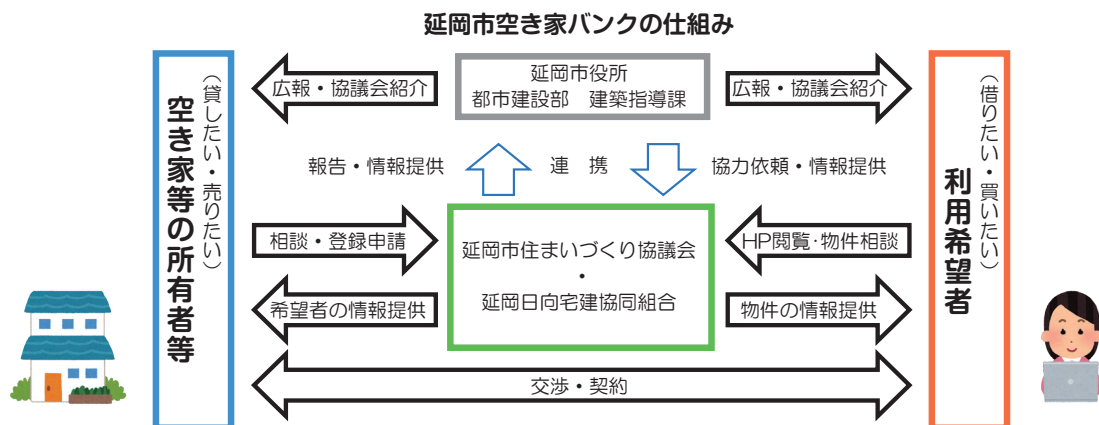 延岡市空き家バンクの仕組み
空き家等の所有者等
（貸したい・売りたい）
広報・協議会紹介
延岡市役所
都市建設部　建築指導課
広報・協議会紹介
報告・情報提供
連　携
協力依頼・情報提供
相談・登録申請
延岡市住まいづくり協議会
・
延岡日向宅建協同組合
HP閲覧・物件相談
希望者の情報提供
物件の情報提供
交渉・契約
（借りたい・買いたい）
利用希望者